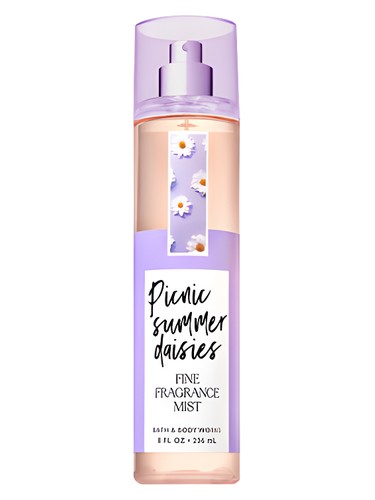 Picnic
summer
daisies
FINE
FRAGRANCE
MIST
BATH & BODY WORKS
8 FL OZ • 236 mL